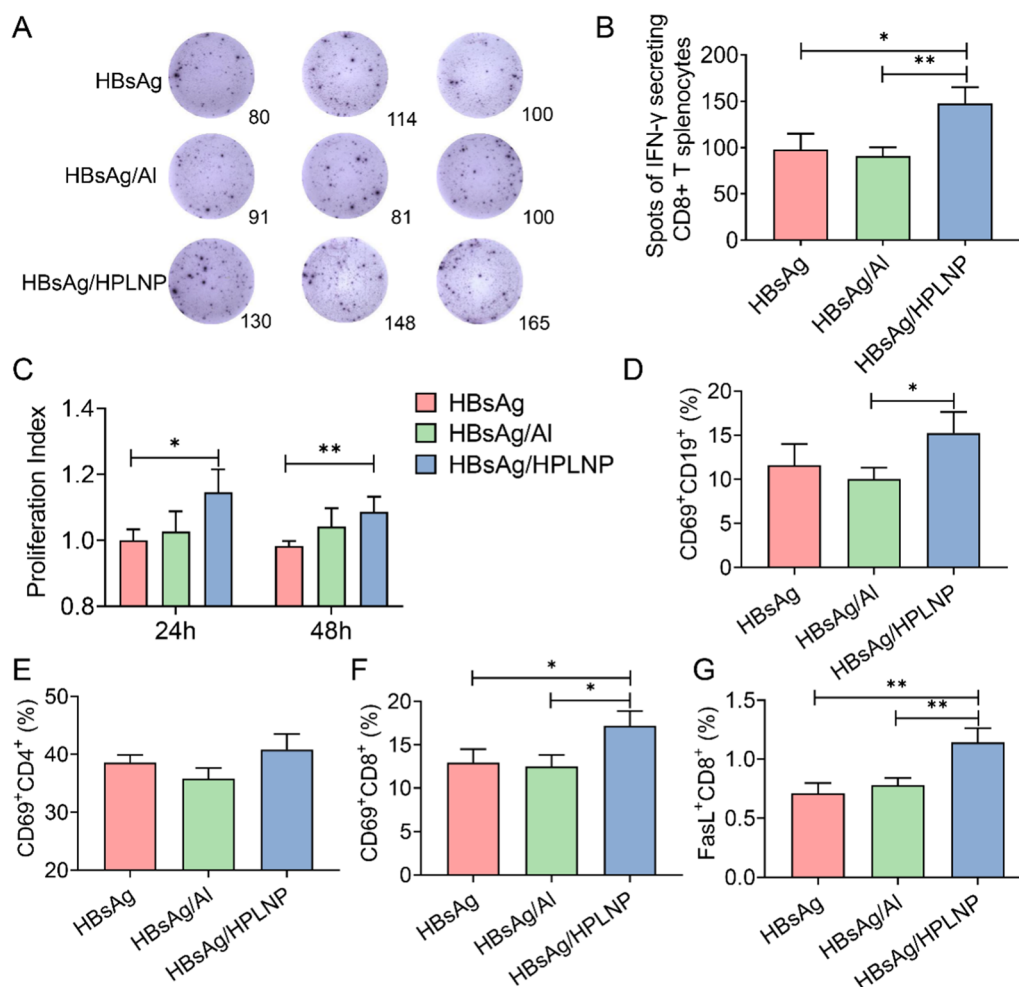 A
HBsAg
80
114
100
HBsAg/Al
91
81
100
HBsAg/HPLNP
130
148
165
B
Spots of IFN-γ secreting
CD8+ T splenocytes
200
150
100
50
0
*
**
HBsAg
HBsAg/Al
HBsAg/HPLNP
C
Proliferation Index
1.4
1.2
1.0
0.8
*
**
24h
48h
HBsAg
HBsAg/Al
HBsAg/HPLNP
D
CD69⁺CD19⁺ (%)
20
15
10
5
0
*
HBsAg
HBsAg/Al
HBsAg/HPLNP
E
CD69⁺CD4⁺ (%)
50
40
30
20
HBsAg
HBsAg/Al
HBsAg/HPLNP
F
CD69⁺CD8⁺ (%)
20
15
10
5
0
*
*
HBsAg
HBsAg/Al
HBsAg/HPLNP
G
FasL⁺CD8⁺ (%)
1.5
1.0
0.5
0.0
**
**
HBsAg
HBsAg/Al
HBsAg/HPLNP